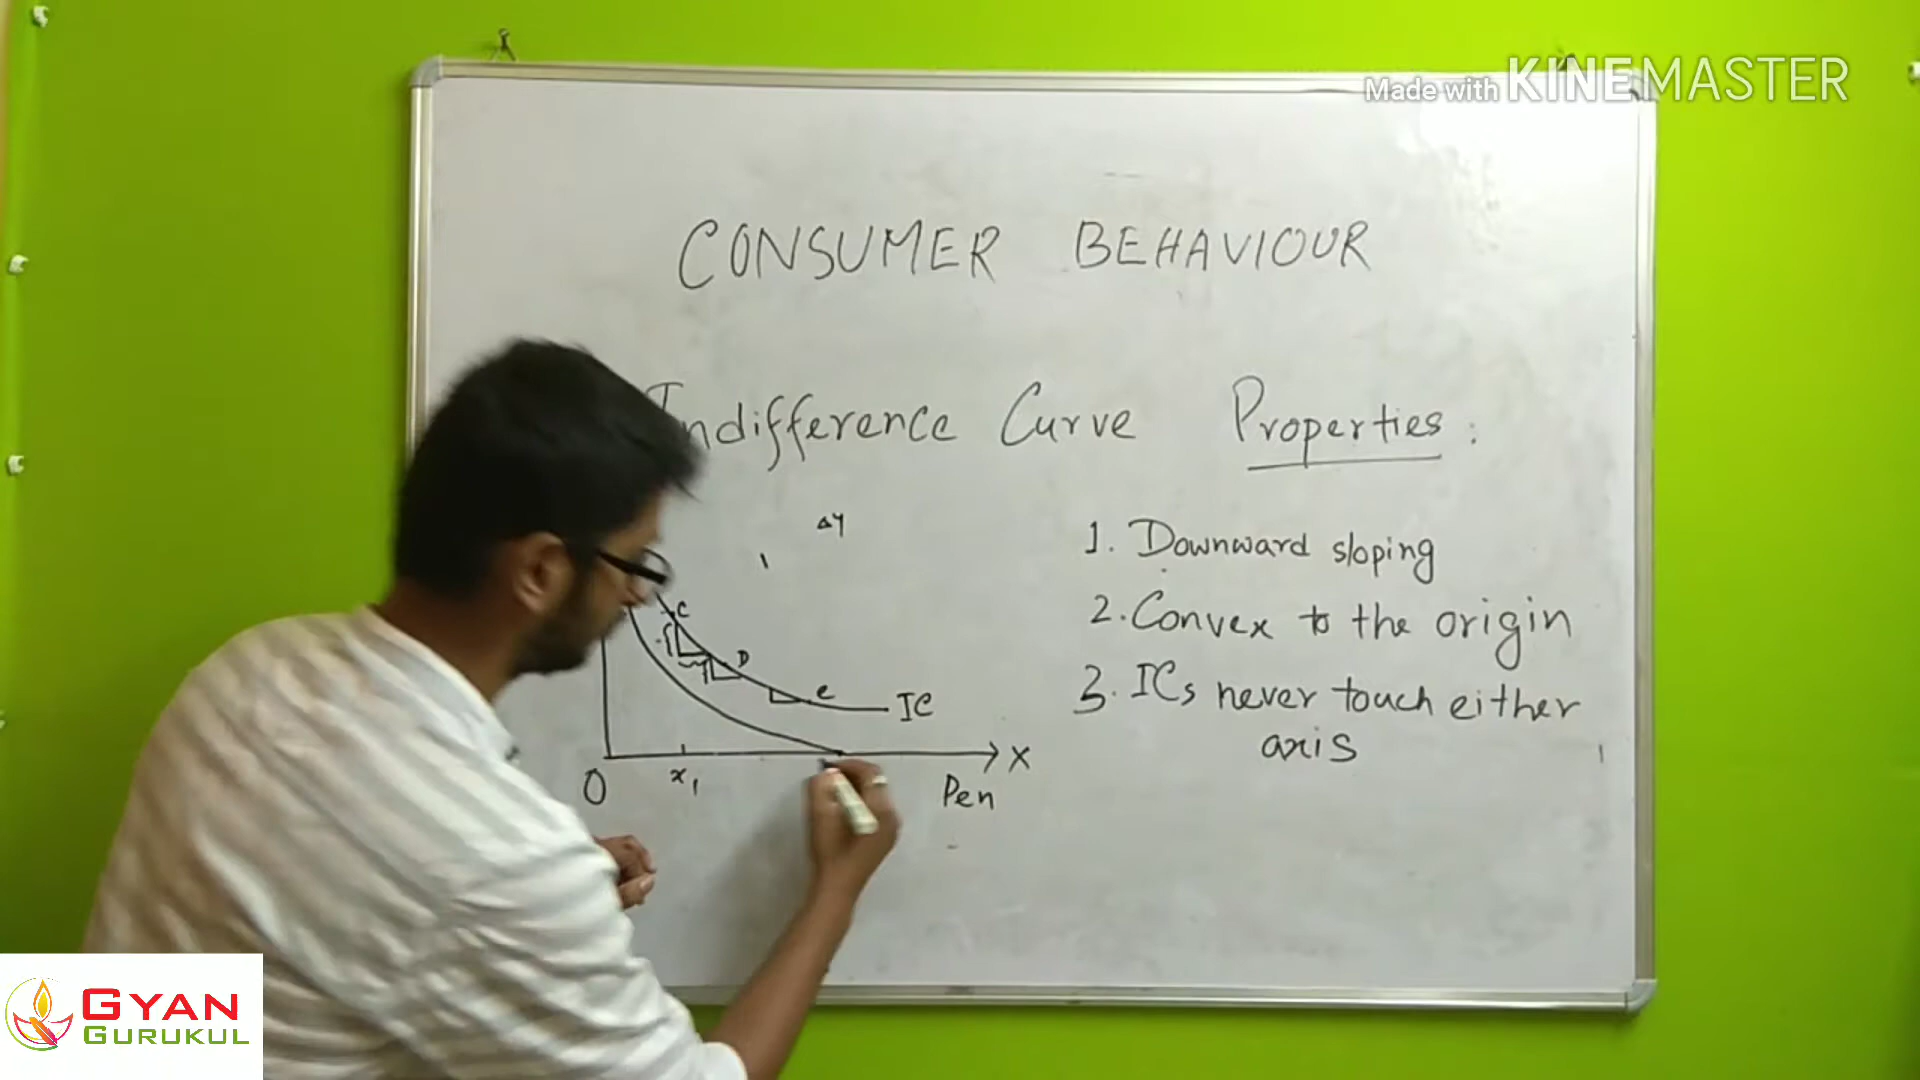 Made with KINEMASTER
CONSUMER BEHAVIOUR
Indifference Curve Properties:
ΔY
1. Downward sloping
2. Convex to the origin
3. ICs never touch either
axis
C
D
e
IC
X
O
x1
Pen
GYAN
GURUKUL